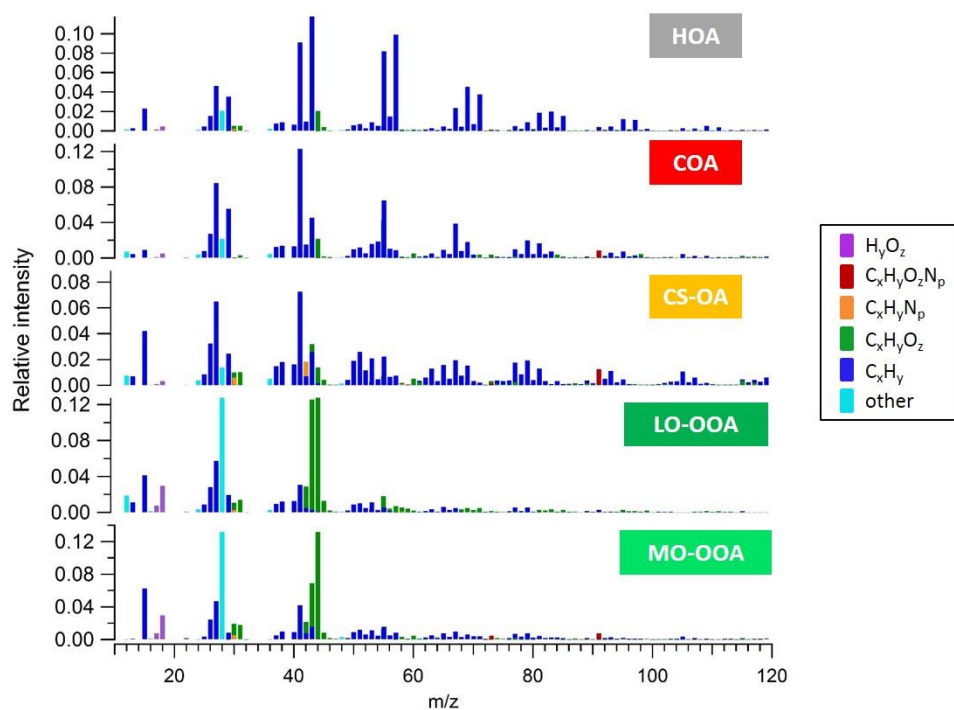 HOA
0.10
0.08
0.06
0.04
0.02
0.00
COA
0.12
0.08
0.04
0.00
CS-OA
0.08
0.06
0.04
0.02
0.00
LO-OOA
0.12
0.08
0.04
0.00
MO-OOA
0.12
0.08
0.04
0.00
Relative intensity
20 40 60 80 100 120
m/z
HyOz
CxHyOzNp
CxHyNp
CxHyOz
CxHy
other